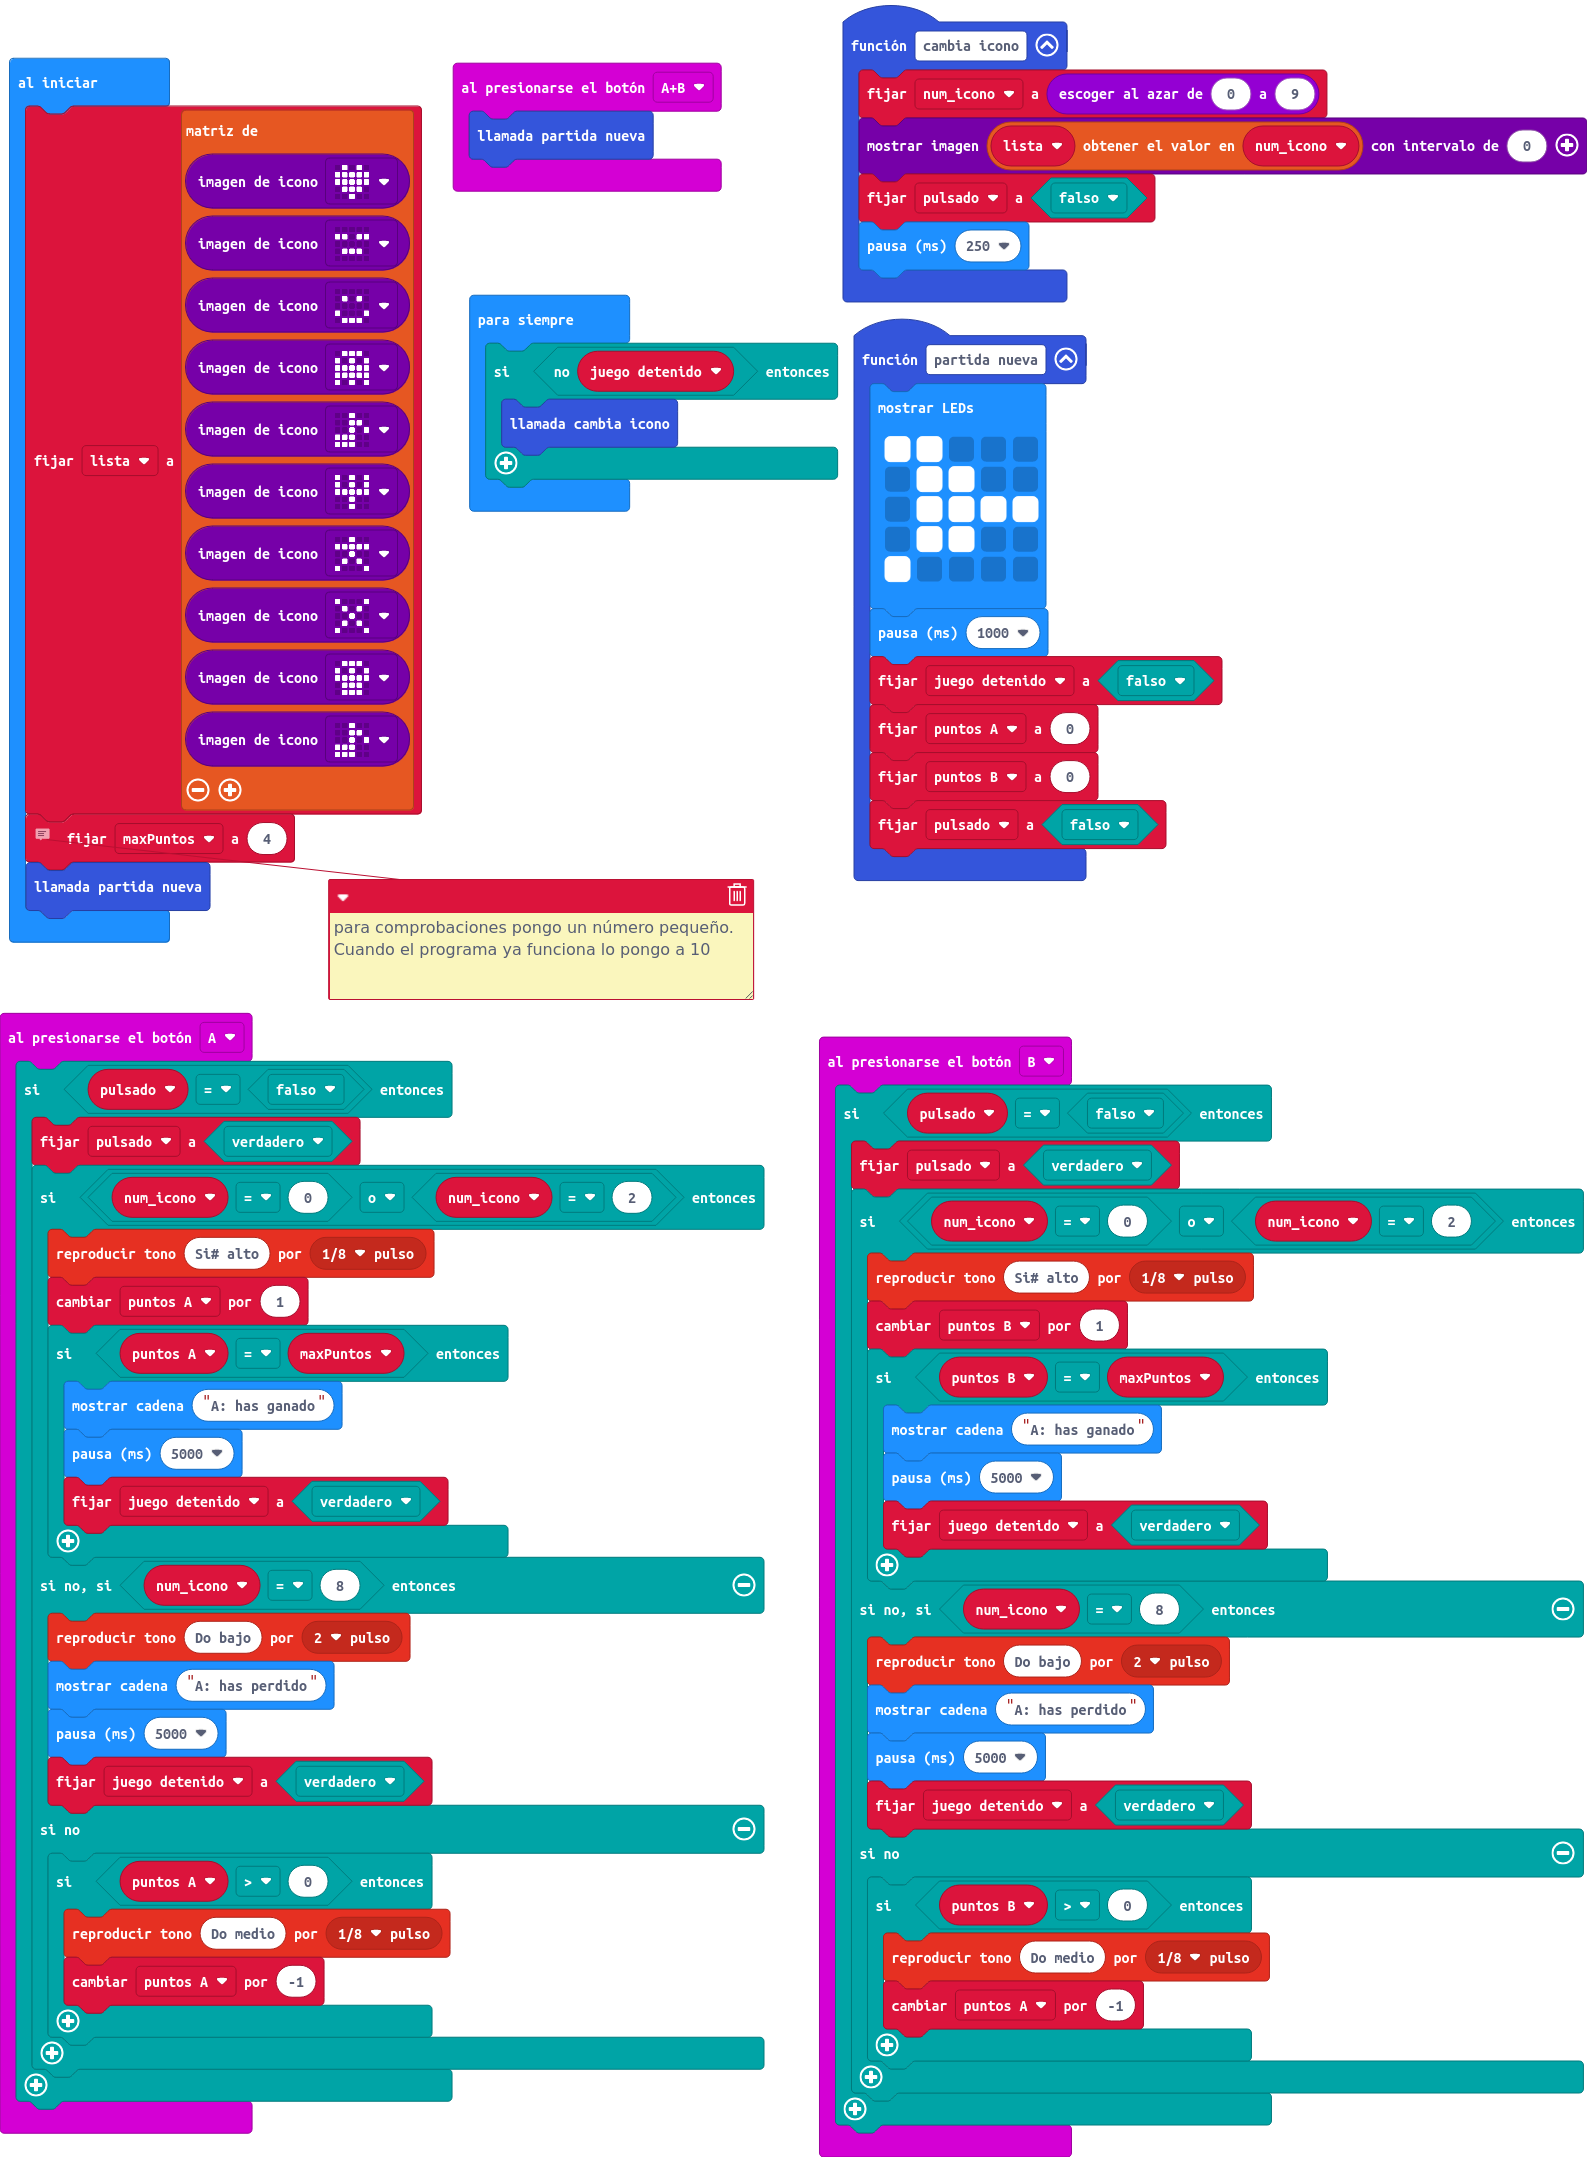 al iniciar
fijar lista a
matriz de
imagen de icono
imagen de icono
imagen de icono
imagen de icono
imagen de icono
imagen de icono
imagen de icono
imagen de icono
imagen de icono
imagen de icono
fijar maxPuntos a 4
llamada partida nueva
para comprobaciones pongo un número pequeño.
Cuando el programa ya funciona lo pongo a 10
al presionarse el botón A+B
llamada partida nueva
para siempre
si no juego detenido entonces
llamada cambia icono
función cambia icono
fijar num_icono a escoger al azar de 0 a 9
mostrar imagen lista obtener el valor en num_icono con intervalo de 0
fijar pulsado a falso
pausa (ms) 250
función partida nueva
mostrar LEDs
pausa (ms) 1000
fijar juego detenido a falso
fijar puntos A a 0
fijar puntos B a 0
fijar pulsado a falso
al presionarse el botón A
si pulsado = falso entonces
fijar pulsado a verdadero
si num_icono = 0 o num_icono = 2 entonces
reproducir tono Si# alto por 1/8 pulso
cambiar puntos A por 1
si puntos A = maxPuntos entonces
mostrar cadena "A: has ganado"
pausa (ms) 5000
fijar juego detenido a verdadero
si no, si num_icono = 8 entonces
reproducir tono Do bajo por 2 pulso
mostrar cadena "A: has perdido"
pausa (ms) 5000
fijar juego detenido a verdadero
si no
si puntos A > 0 entonces
reproducir tono Do medio por 1/8 pulso
cambiar puntos A por -1
al presionarse el botón B
si pulsado = falso entonces
fijar pulsado a verdadero
si num_icono = 0 o num_icono = 2 entonces
reproducir tono Si# alto por 1/8 pulso
cambiar puntos B por 1
si puntos B = maxPuntos entonces
mostrar cadena "A: has ganado"
pausa (ms) 5000
fijar juego detenido a verdadero
si no, si num_icono = 8 entonces
reproducir tono Do bajo por 2 pulso
mostrar cadena "A: has perdido"
pausa (ms) 5000
fijar juego detenido a verdadero
si no
si puntos B > 0 entonces
reproducir tono Do medio por 1/8 pulso
cambiar puntos A por -1